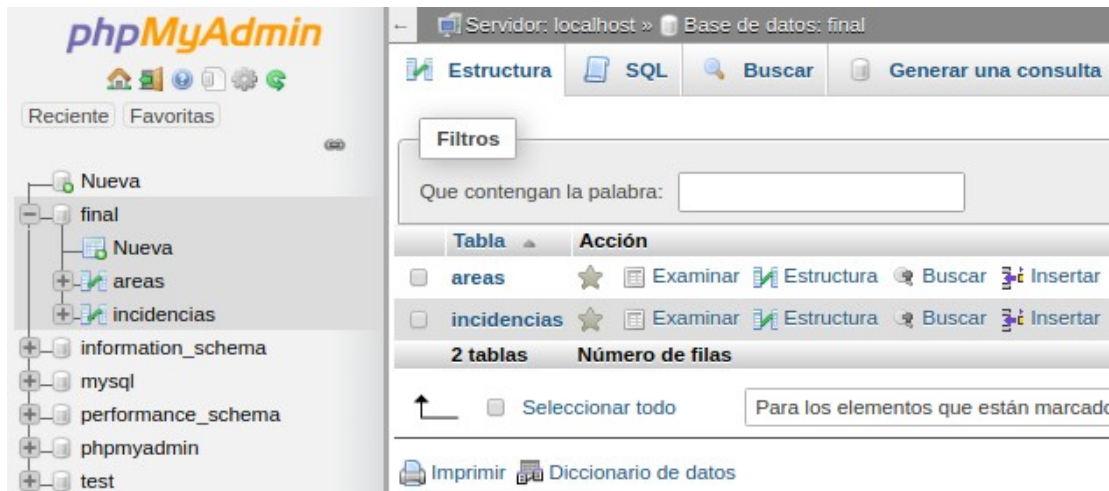 phpMyAdmin
Reciente Favoritas
Nueva
final
Nueva
areas
incidencias
information_schema
mysql
performance_schema
phpmyadmin
test
Servidor: localhost » Base de datos: final
Estructura SQL Buscar Generar una consulta
Filtros
Que contengan la palabra:
Tabla Acción
areas Examinar Estructura Buscar Insertar
incidencias Examinar Estructura Buscar Insertar
2 tablas Número de filas
Seleccionar todo Para los elementos que están marcado
Imprimir Diccionario de datos